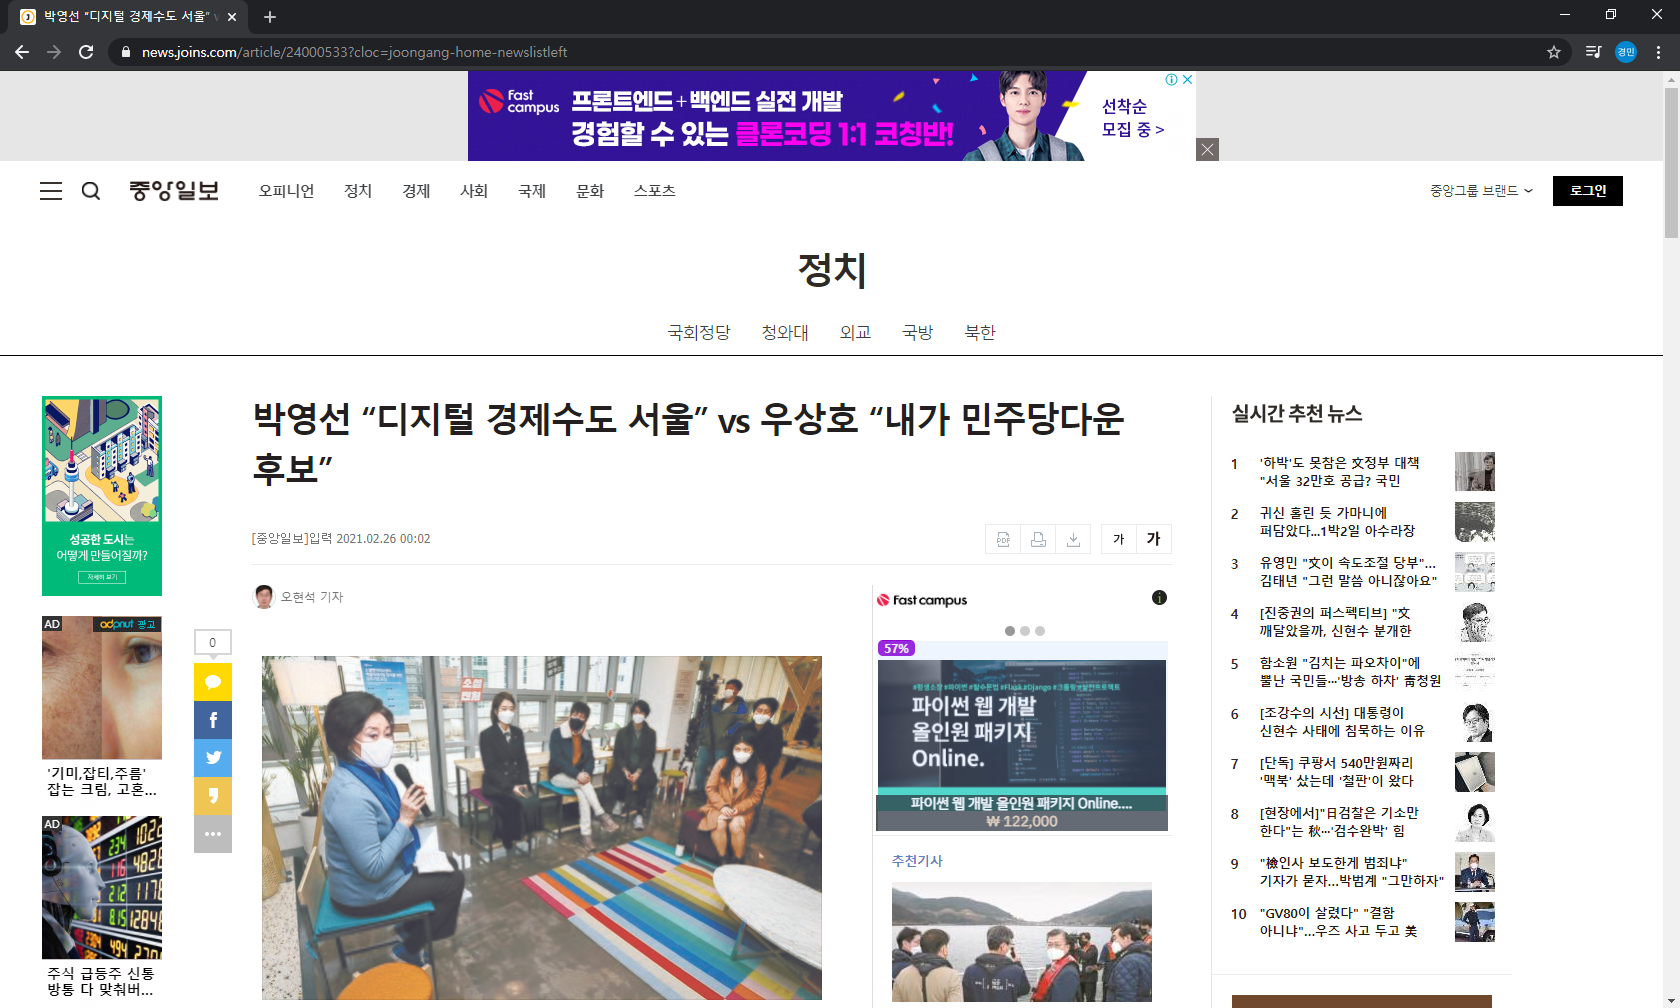 박영선 “디지털 경제수도 서울” v
news.joins.com/article/24000533?cloc=joongang-home-newslistleft
경민
Fast campus
프론트엔드+백엔드 실전 개발
경험할 수 있는 클론코딩 1:1 코칭반!
선착순
모집 중 >
중앙일보
오피니언 정치 경제 사회 국제 문화 스포츠
중앙그룹 브랜드
로그인
정치
국회정당 청와대 외교 국방 북한
성공한 도시는
어떻게 만들어질까?
자세히 보기
AD
adpnut 광고
'기미,잡티,주름'
잡는 크림, 고혼...
AD
주식 급등주 신통
방통 다 맞춰버...
0
박영선 “디지털 경제수도 서울” vs 우상호 “내가 민주당다운
후보”
[중앙일보]입력 2021.02.26 00:02
PDF
가 가
오현석 기자
소원
Fast campus
57%
파이썬 웹 개발
올인원 패키지
Online.
파이썬 웹 개발 올인원 패키지 Online....
₩ 122,000
추천기사
실시간 추천 뉴스
1 '하박'도 못참은 文정부 대책
"서울 32만호 공급? 국민
2 귀신 홀린 듯 가마니에
퍼담았다...1박2일 아수라장
3 유영민 "文이 속도조절 당부"...
김태년 "그런 말씀 아니잖아요"
4 [진중권의 퍼스펙티브] "文
깨달았을까, 신현수 분개한
5 함소원 "김치는 파오차이"에
뿔난 국민들…'방송 하차' 靑청원
6 [조강수의 시선] 대통령이
신현수 사태에 침묵하는 이유
7 [단독] 쿠팡서 540만원짜리
'맥북' 샀는데 '철판'이 왔다
8 [현장에서]"日검찰은 기소만
한다"는 秋…'검수완박' 힘
9 "檢인사 보도한게 범죄냐"
기자가 묻자...박범계 "그만하자"
10 "GV80이 살렸다" "결함
아니냐"...우즈 사고 두고 美